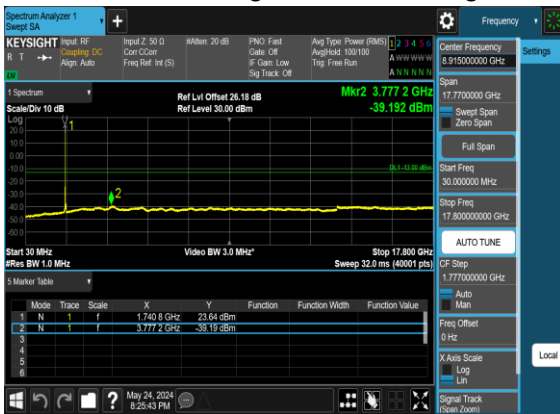 Spectrum Analyzer 1
Swept SA
Frequency
KEYSIGHT
R T
LV
Input: RF
Coupling: DC
Align: Auto
Input Z: 50 Ω
Corr CCorr
Freq Ref: Int (S)
#Atten: 20 dB
PNO: Fast
Gate: Off
IF Gain: Low
Sig Track: Off
Avg Type: Power (RMS)
Avg|Hold: 100/100
Trig: Free Run
1 2 3 4 5 6
A W W W W W
A N N N N N
1 Spectrum
Scale/Div 10 dB
Ref Lvl Offset 26.18 dB
Ref Level 30.00 dBm
Mkr2 3.777 2 GHz
-39.192 dBm
Log
20.0
10.0
0.00
-10.0
-20.0
-30.0
-40.0
-50.0
-60.0
1
2
DL1 -13.00 dBm
Start 30 MHz
#Res BW 1.0 MHz
Video BW 3.0 MHz*
Stop 17.800 GHz
Sweep 32.0 ms (40001 pts)
5 Marker Table
Mode Trace Scale X Y Function Function Width Function Value
1 N 1 f 1.740 8 GHz 23.64 dBm
2 N 1 f 3.777 2 GHz -39.19 dBm
3
4
5
6
May 24, 2024
8:25:43 PM
Center Frequency
8.915000000 GHz
Settings
Span
17.7700000 GHz
Swept Span
Zero Span
Full Span
Start Freq
30.000000 MHz
Stop Freq
17.800000000 GHz
AUTO TUNE
CF Step
1.777000000 GHz
Auto
Man
Freq Offset
0 Hz
X Axis Scale
Log
Lin
Local
Signal Track
(Span Zoom)